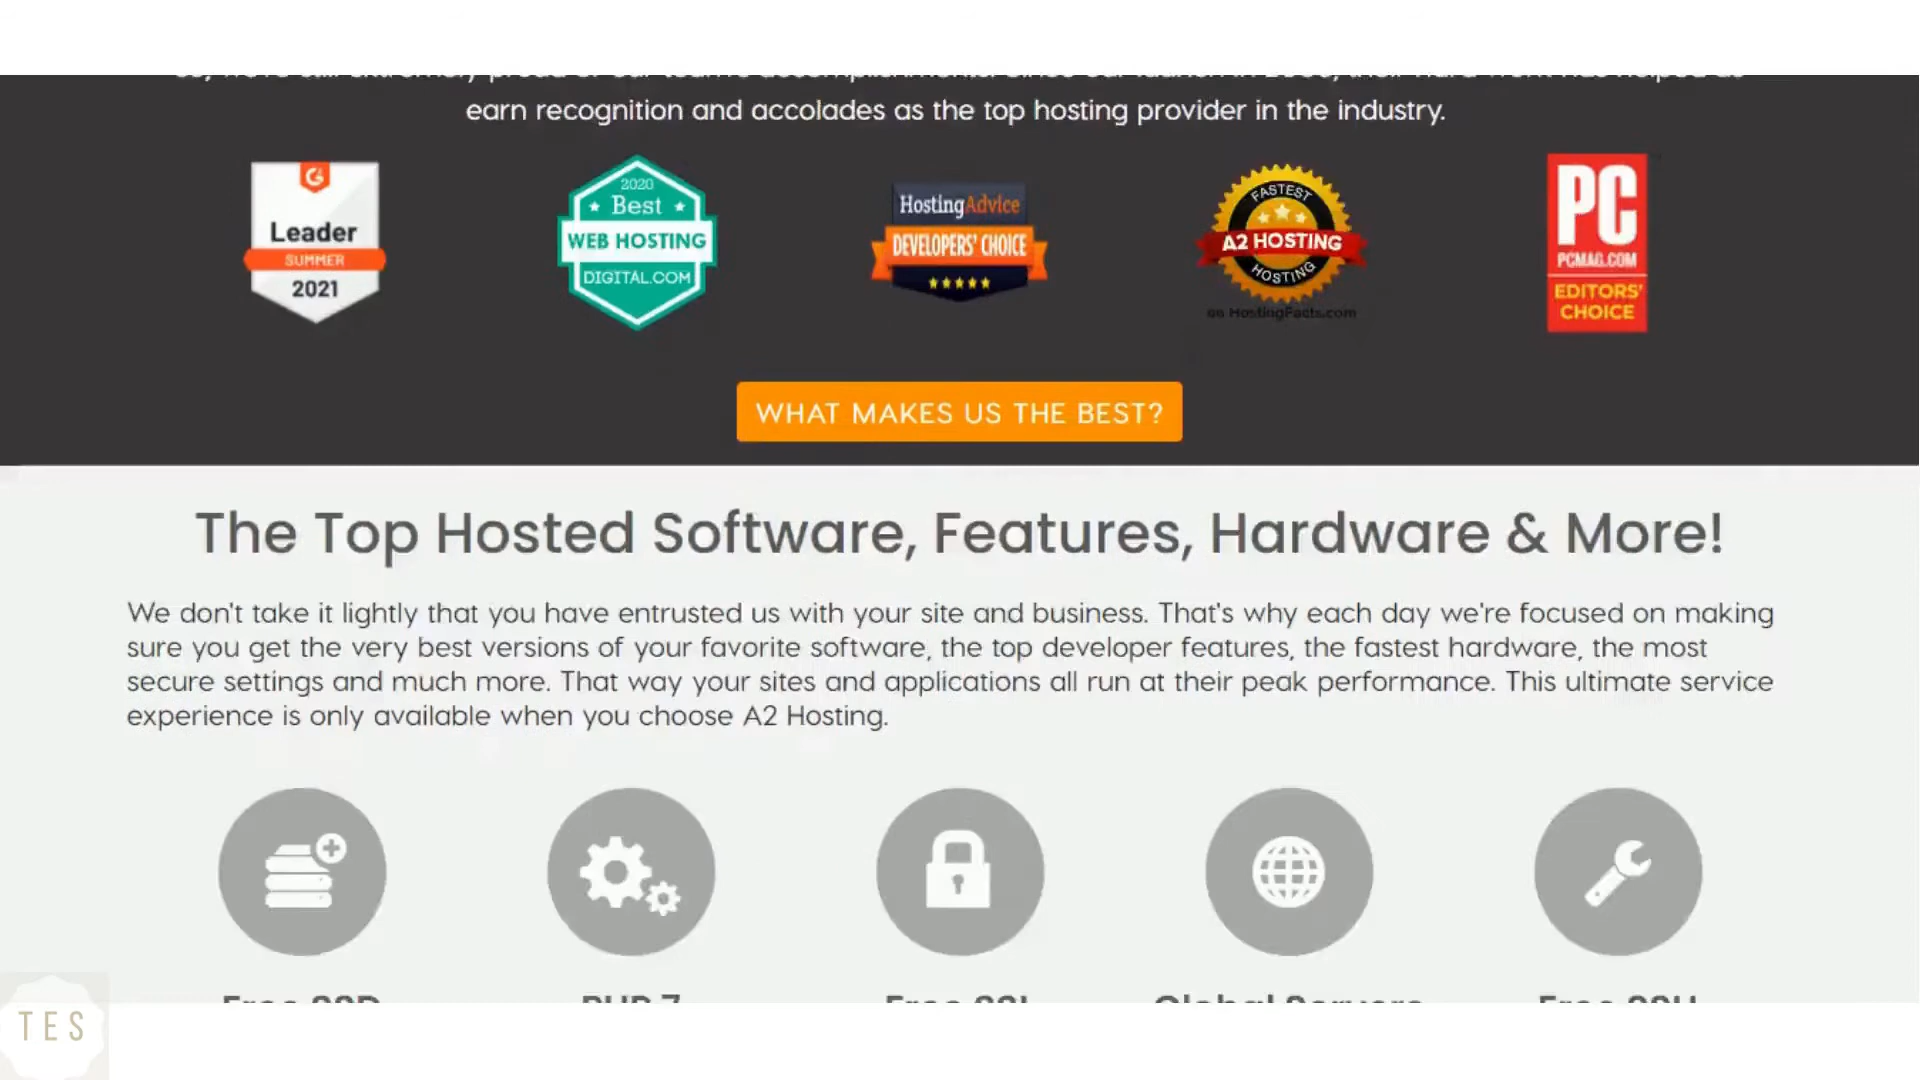 earn recognition and accolades as the top hosting provider in the industry.
Leader
SUMMER
2021
2020
Best
WEB HOSTING
DIGITAL.COM
HostingAdvice
DEVELOPERS' CHOICE
FASTEST
A2 HOSTING
HOSTING
on HostingFacts.com
PC
PCMAG.COM
EDITORS'
CHOICE
WHAT MAKES US THE BEST?
The Top Hosted Software, Features, Hardware & More!
We don't take it lightly that you have entrusted us with your site and business. That's why each day we're focused on making
sure you get the very best versions of your favorite software, the top developer features, the fastest hardware, the most
secure settings and much more. That way your sites and applications all run at their peak performance. This ultimate service
experience is only available when you choose A2 Hosting.
Global Servers
TES